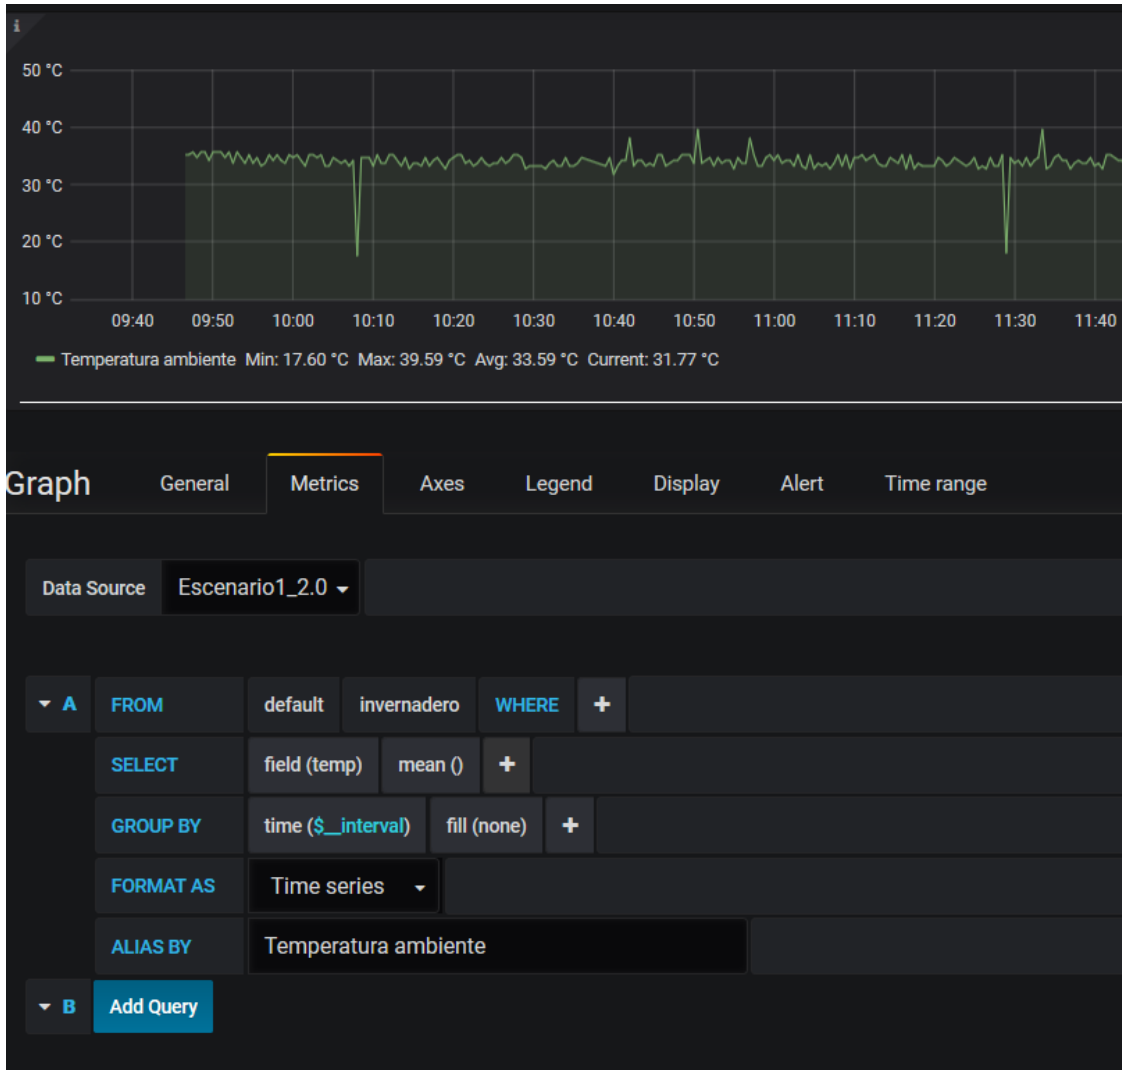 i
50 °C
40 °C
30 °C
20 °C
10 °C
09:40 09:50 10:00 10:10 10:20 10:30 10:40 10:50 11:00 11:10 11:20 11:30 11:40
Temperatura ambiente Min: 17.60 °C Max: 39.59 °C Avg: 33.59 °C Current: 31.77 °C
Graph General Metrics Axes Legend Display Alert Time range
Data Source Escenario1_2.0
A FROM default invernadero WHERE +
SELECT field (temp) mean () +
GROUP BY time ($__interval) fill (none) +
FORMAT AS Time series
ALIAS BY Temperatura ambiente
B Add Query